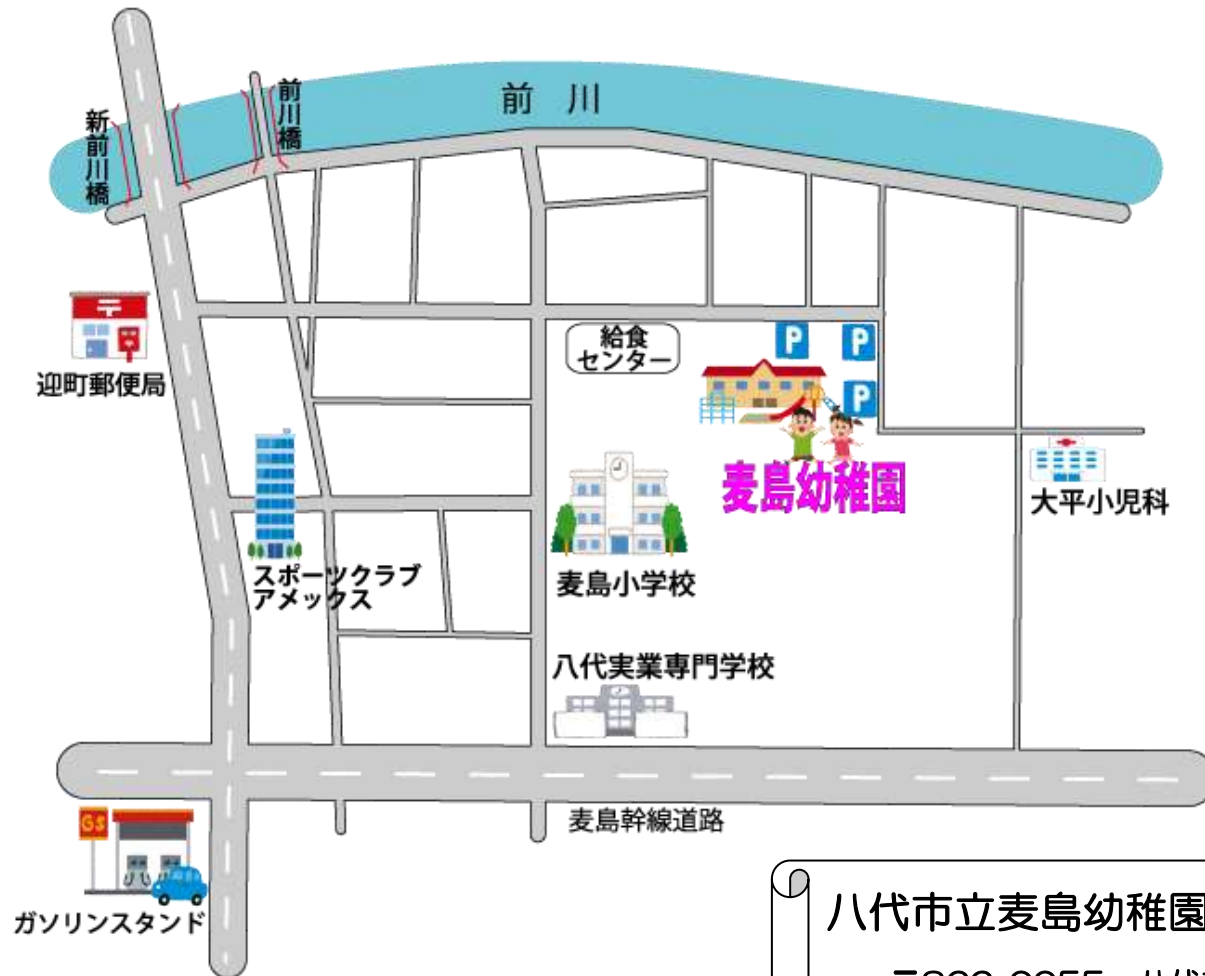 前川
前川橋
新前川橋
給食
センター
P
P
P
迎町郵便局
麦島幼稚園
大平小児科
スポーツクラブ
アメックス
麦島小学校
八代実業専門学校
麦島幹線道路
GS
ガソリンスタンド
八代市立麦島幼稚園